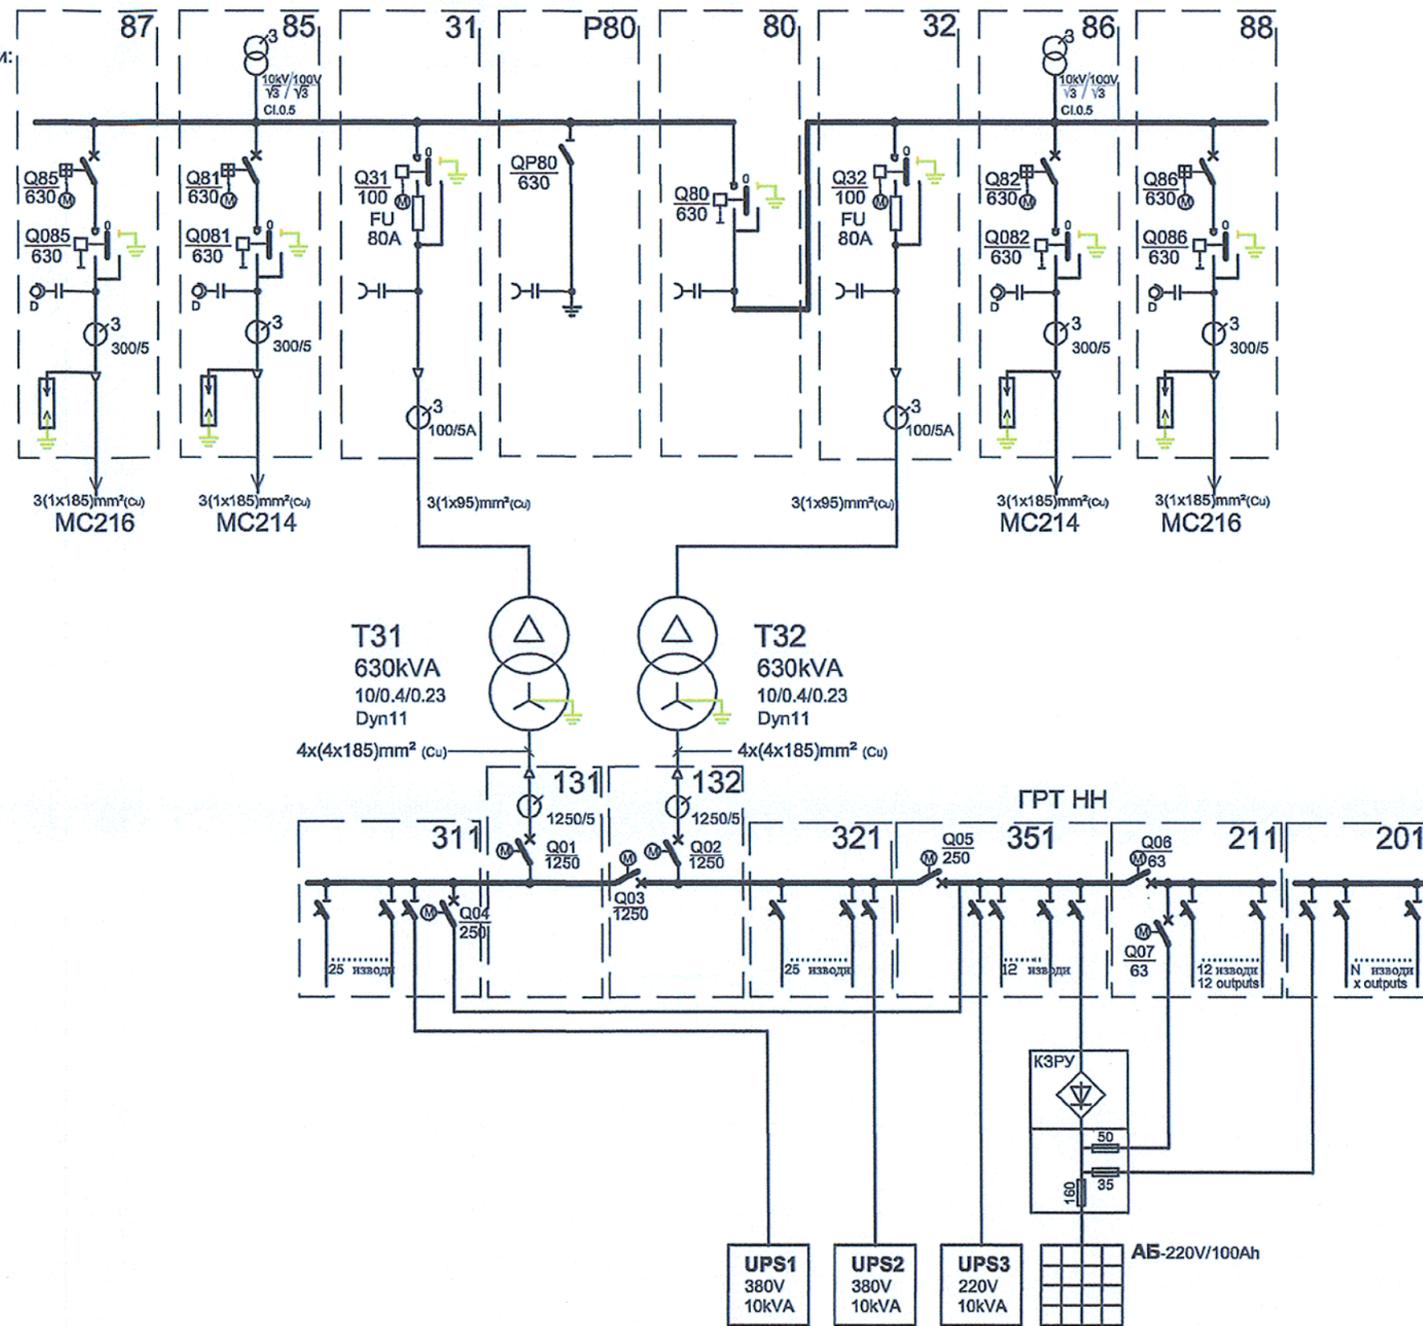 87
85
31
P80
80
32
86
88
и:
3
3
10kV/100V
√3 √3
Cl.0.5
10kV/100V
√3 √3
Cl.0.5
Q85
630
M
Q81
630
M
0
Q31
100
M
FU
80A
QP80
630
0
Q80
630
0
Q32
100
M
FU
80A
Q82
630
M
Q86
630
M
0
Q085
630
0
Q081
630
0
Q082
630
0
Q086
630
D
D
D
D
3
300/5
3
300/5
3
300/5
3
300/5
3
100/5A
3
100/5A
3(1x185)mm²(Cu)
MC216
3(1x185)mm²(Cu)
MC214
3(1x95)mm²(Cu)
3(1x95)mm²(Cu)
3(1x185)mm²(Cu)
MC214
3(1x185)mm²(Cu)
MC216
T31
630kVA
10/0.4/0.23
Dyn11
T32
630kVA
10/0.4/0.23
Dyn11
4x(4x185)mm² (Cu)
4x(4x185)mm² (Cu)
131
132
1250/5
1250/5
ГРТ НН
311
321
351
211
201
M
Q01
1250
M
M
Q02
1250
M
Q05
250
M
Q06
63
Q03
1250
M
Q04
250
M
Q07
63
25 изводи
25 изводи
12 изводи
12 изводи
12 outputs
N изводи
x outputs
КЗРУ
50
35
160
UPS1
380V
10kVA
UPS2
380V
10kVA
UPS3
220V
10kVA
АБ-220V/100Ah